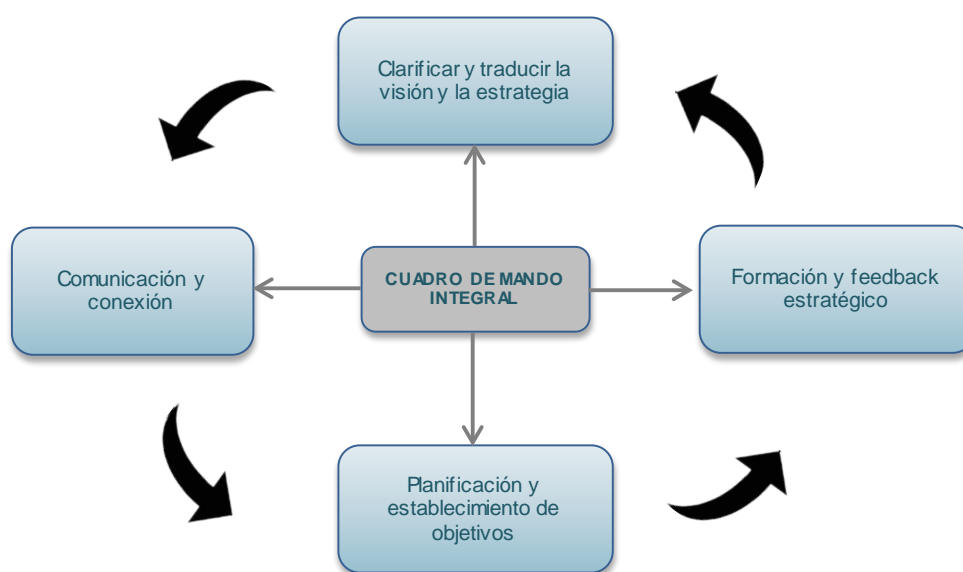 Clarificar y traducir la
visión y la estrategia
Comunicación y
conexión
CUADRO DE MANDO
INTEGRAL
Formación y feedback
estratégico
Planificación y
establecimiento de
objetivos